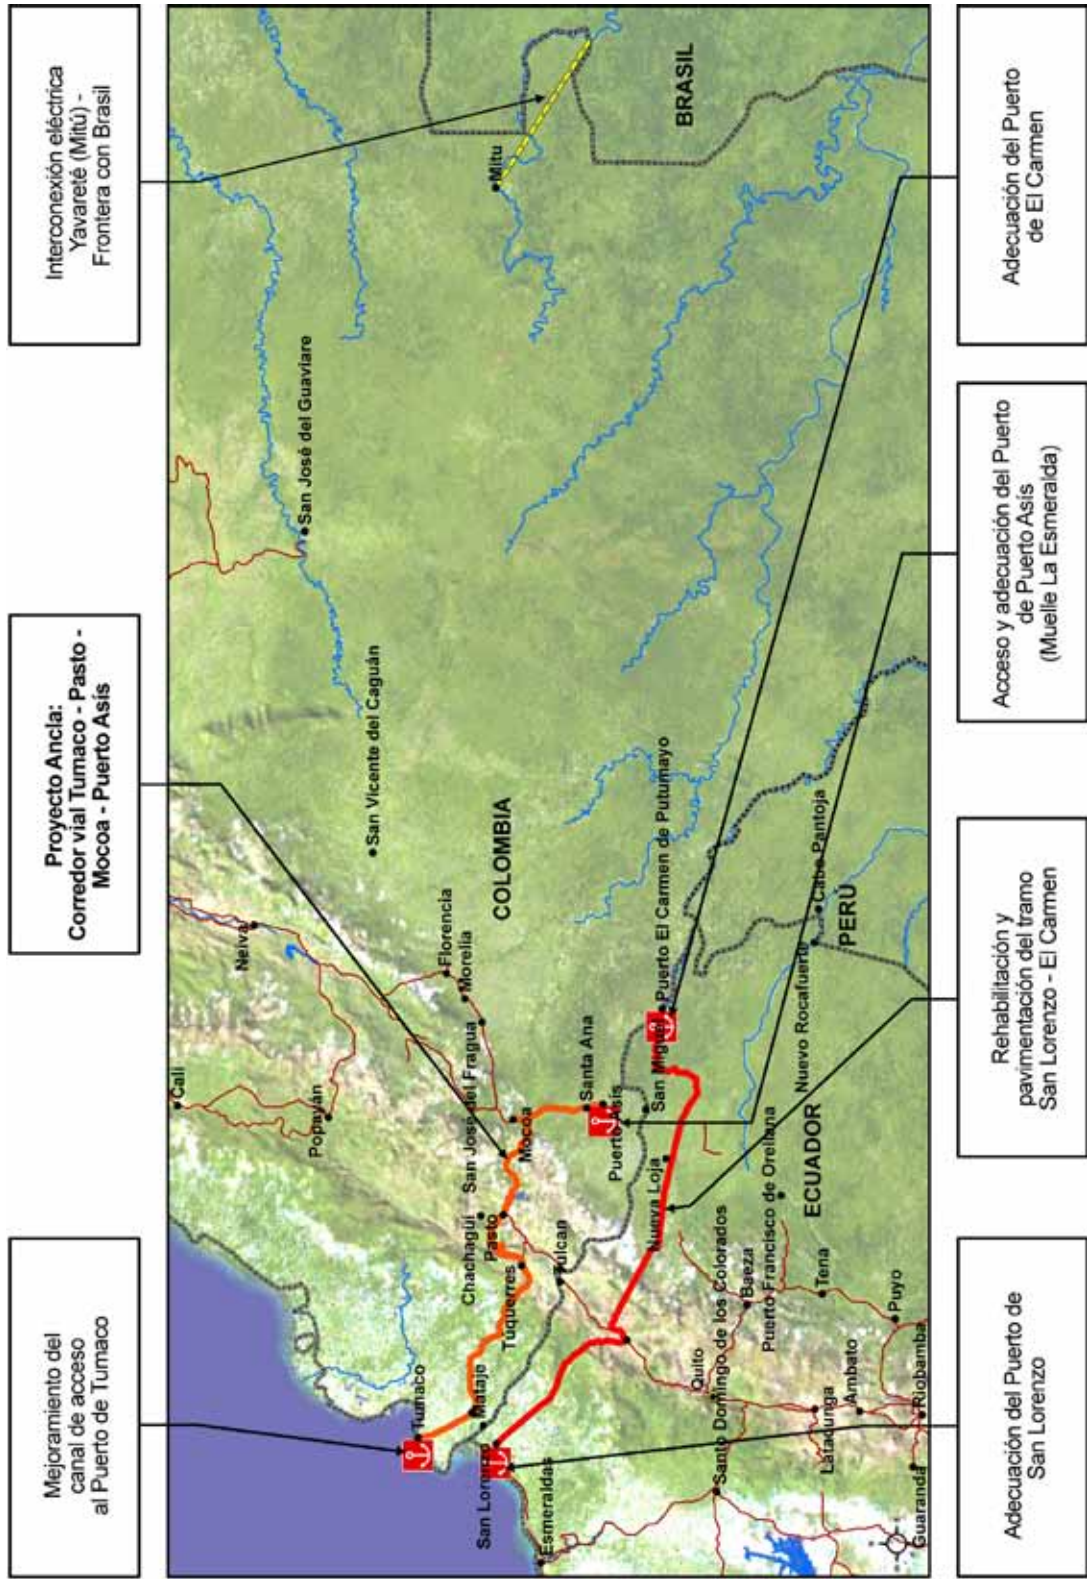 Mejoramiento del
canal de acceso
al Puerto de Tumaco
Proyecto Ancla:
Corredor vial Tumaco - Pasto -
Mocoa - Puerto Asís
Interconexión eléctrica
Yavareté (Mitú) -
Frontera con Brasil
Cali
Neiva
San José del Guaviare
Popayán
San Vicente del Caguán
Tumaco
Florencia
Morelia
San José del Fragua
Chachagüí
Mataje
Pasto
Mocoa
COLOMBIA
Mitu
San Lorenzo
Tuquerres
Esmeraldas
Tulcan
Santa Ana
Puerto Asis
San Miguel
Puerto El Carmen de Putumayo
BRASIL
Nueva Loja
Quito
Santo Domingo de los Colorados
Baeza
Puerto Francisco de Orellana
Nuevo Rocafuerte
Cabo Pantoja
ECUADOR
PERÚ
Latacunga
Tena
Ambato
Puyo
Guaranda
Riobamba
Adecuación del Puerto de
San Lorenzo
Rehabilitación y
pavimentación del tramo
San Lorenzo - El Carmen
Acceso y adecuación del Puerto
de Puerto Asís
(Muelle La Esmeralda)
Adecuación del Puerto
de El Carmen